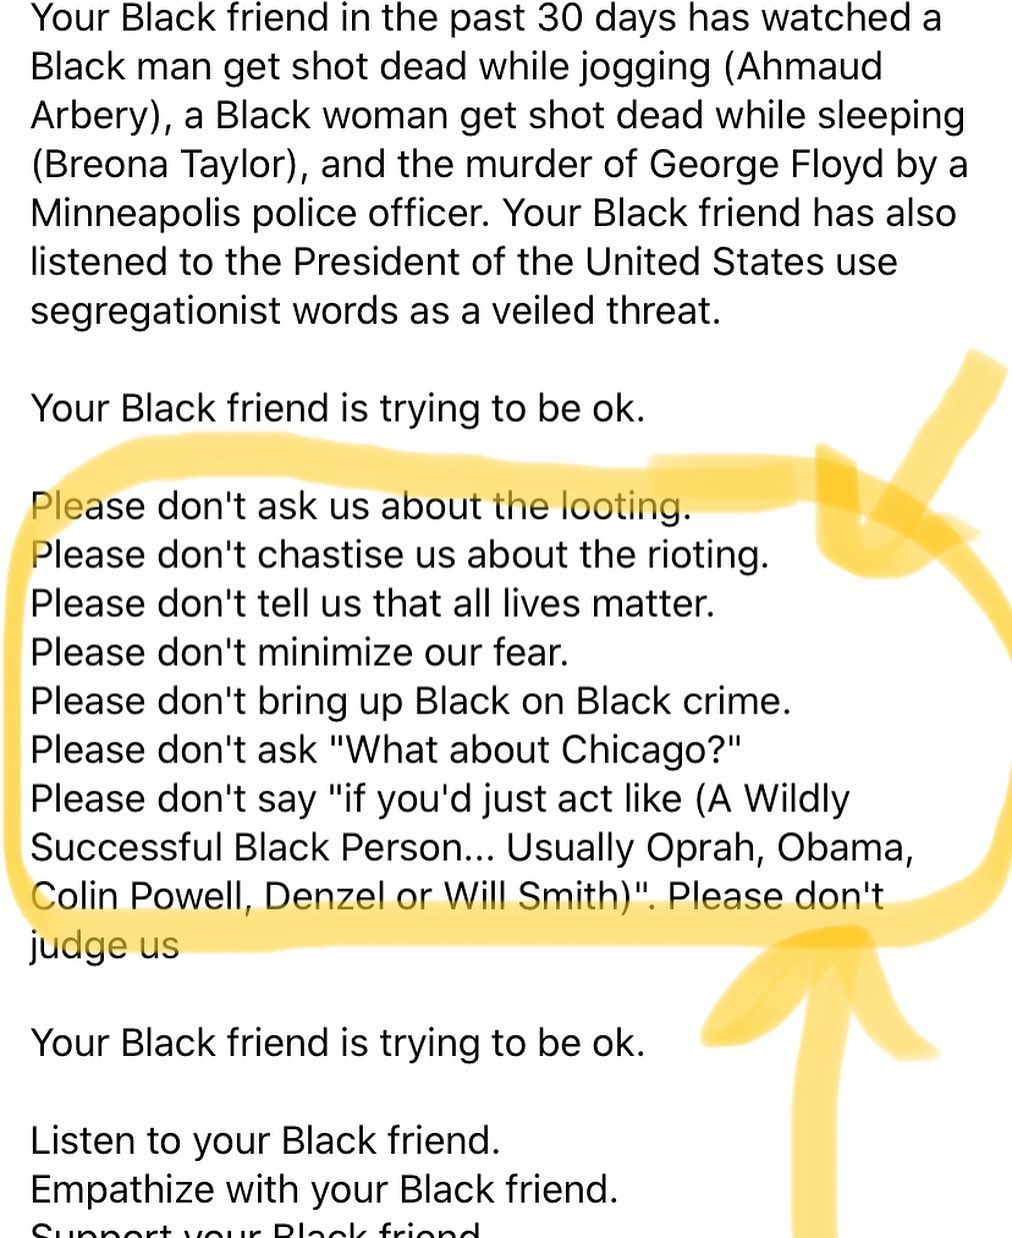 Your Black friend in the past 30 days has watched a
Black man get shot dead while jogging (Ahmaud
Arbery), a Black woman get shot dead while sleeping
(Breona Taylor), and the murder of George Floyd by a
Minneapolis police officer. Your Black friend has also
listened to the President of the United States use
segregationist words as a veiled threat.
Your Black friend is trying to be ok.
Please don't ask us about the looting.
Please don't chastise us about the rioting.
Please don't tell us that all lives matter.
Please don't minimize our fear.
Please don't bring up Black on Black crime.
Please don't ask "What about Chicago?"
Please don't say "if you'd just act like (A Wildly
Successful Black Person... Usually Oprah, Obama,
Colin Powell, Denzel or Will Smith)". Please don't
judge us
Your Black friend is trying to be ok.
Listen to your Black friend.
Empathize with your Black friend.
Support your Black friend